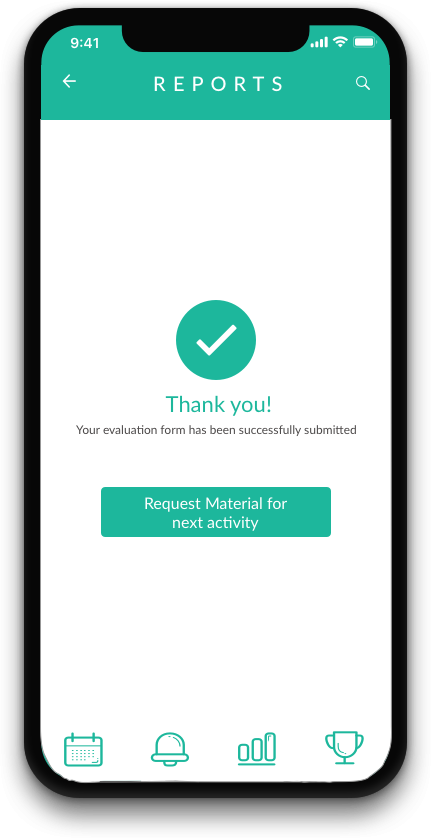 9:41
REPORTS
Thank you!
Your evaluation form has been successfully submitted
Request Material for
next activity